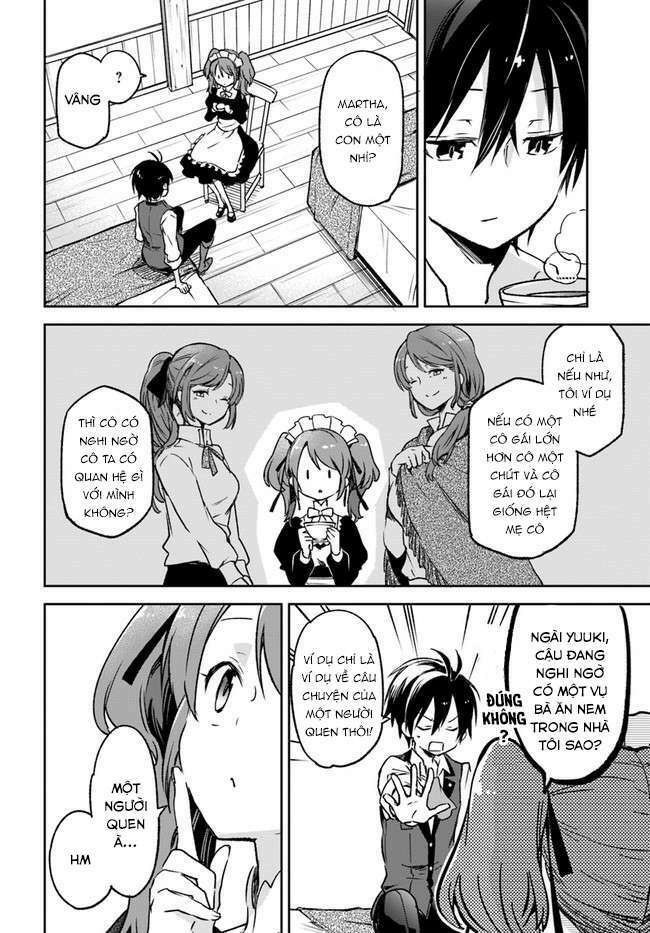 MARTHA,
CÔ LÀ
CON MỘT
NHỈ?
?
VÂNG
CHỈ LÀ
NẾU NHƯ,
TÔI VÍ DỤ
NHÉ
NẾU CÓ MỘT
CÔ GÁI LỚN
HƠN CÔ MỘT
CHÚT VÀ CÔ
GÁI ĐÓ LẠI
GIỐNG HỆT
MẸ CÔ
THÌ CÔ CÓ
NGHI NGỜ
CÔ TA CÓ
QUAN HỆ GÌ
VỚI MÌNH
KHÔNG?
NGÀI YUUKI,
CẬU ĐANG
NGHI NGỜ
CÓ MỘT VỤ
BẢ ĂN NEM
TRONG NHÀ
TÔI SAO?
ĐÚNG
KHÔNG
?
VÍ DỤ CHỈ LÀ
VÍ DỤ VỀ CÂU
CHUYỆN CỦA
MỘT NGƯỜI
QUEN THÔI!
MỘT
NGƯỜI
QUEN
À...
HM